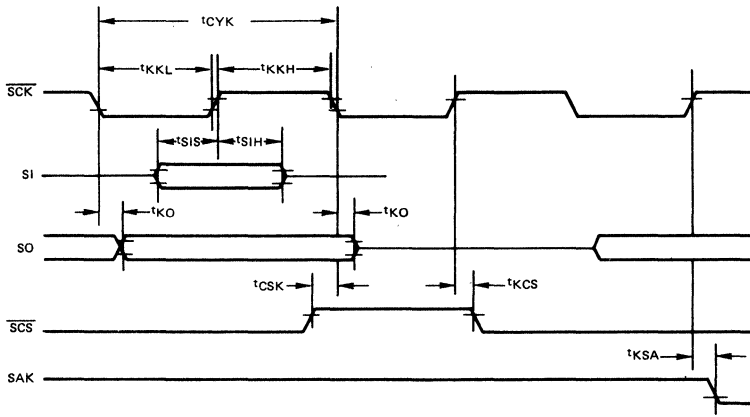 tCYK
tKKL
tKKH
SCK
tSIS
tSIH
SI
tKO
tKO
SO
tCSK
tKCS
SCS
tKSA
SAK